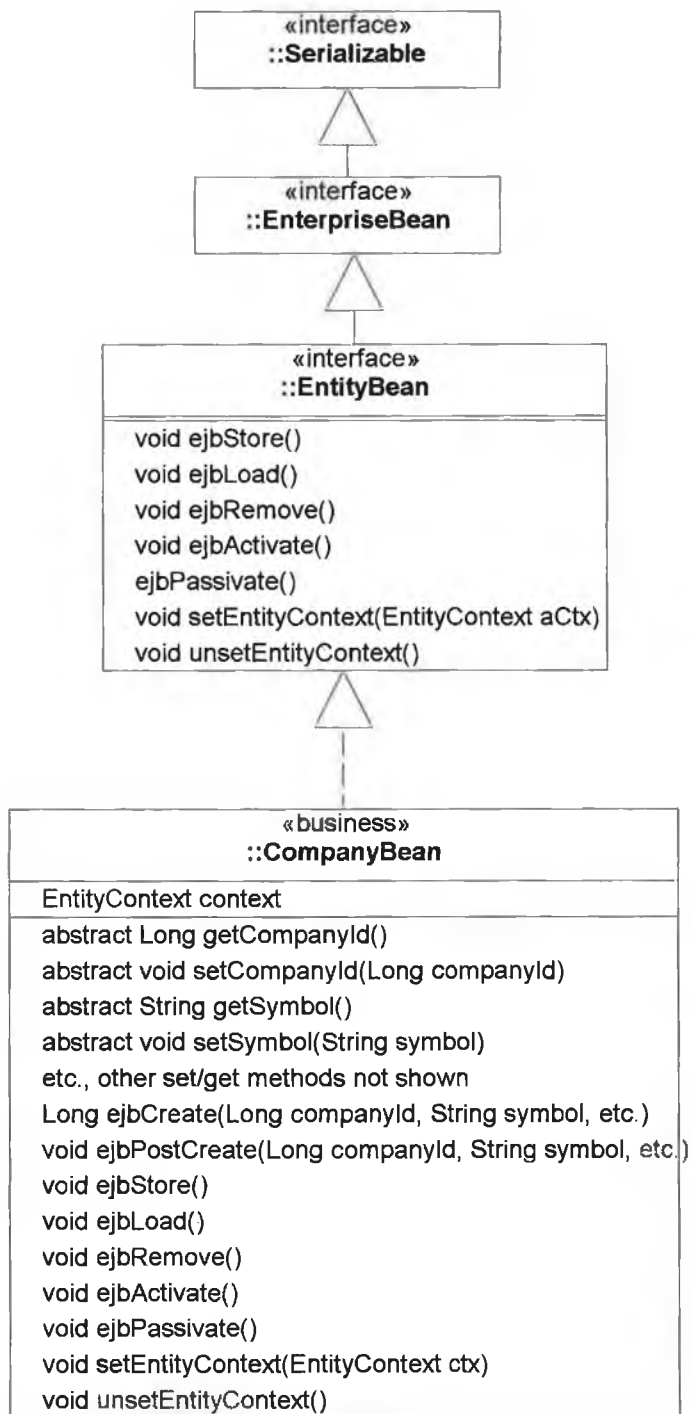 «interface»
::Serializable
«interface»
::EnterpriseBean
«interface»
::EntityBean
void ejbStore()
void ejbLoad()
void ejbRemove()
void ejbActivate()
ejbPassivate()
void setEntityContext(EntityContext aCtx)
void unsetEntityContext()
«business»
::CompanyBean
EntityContext context
abstract Long getCompanyId()
abstract void setCompanyId(Long companyId)
abstract String getSymbol()
abstract void setSymbol(String symbol)
etc., other set/get methods not shown
Long ejbCreate(Long companyId, String symbol, etc.)
void ejbPostCreate(Long companyId, String symbol, etc.)
void ejbStore()
void ejbLoad()
void ejbRemove()
void ejbActivate()
void ejbPassivate()
void setEntityContext(EntityContext ctx)
void unsetEntityContext()